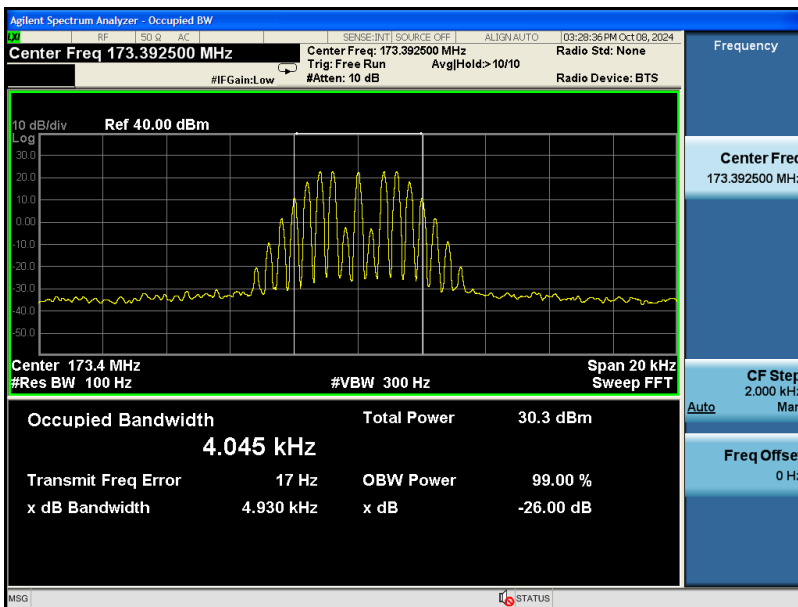 Agilent Spectrum Analyzer - Occupied BW
LXI RF 50 Ω AC SENSE:INT SOURCE OFF ALIGN AUTO 03:28:36 PM Oct 08, 2024
Center Freq 173.392500 MHz
Center Freq: 173.392500 MHz
Radio Std: None
Trig: Free Run Avg|Hold:>10/10
#IFGain:Low
#Atten: 10 dB
Radio Device: BTS
10 dB/div Ref 40.00 dBm
Log
30.0
20.0
10.0
0.00
-10.0
-20.0
-30.0
-40.0
-50.0
Center 173.4 MHz
Span 20 kHz
#Res BW 100 Hz
#VBW 300 Hz
Sweep FFT
Occupied Bandwidth
4.045 kHz
Total Power 30.3 dBm
Transmit Freq Error 17 Hz
OBW Power 99.00 %
x dB Bandwidth 4.930 kHz
x dB -26.00 dB
Frequency
Center Freq
173.392500 MHz
CF Step
2.000 kHz
Auto Man
Freq Offset
0 Hz
MSG
STATUS